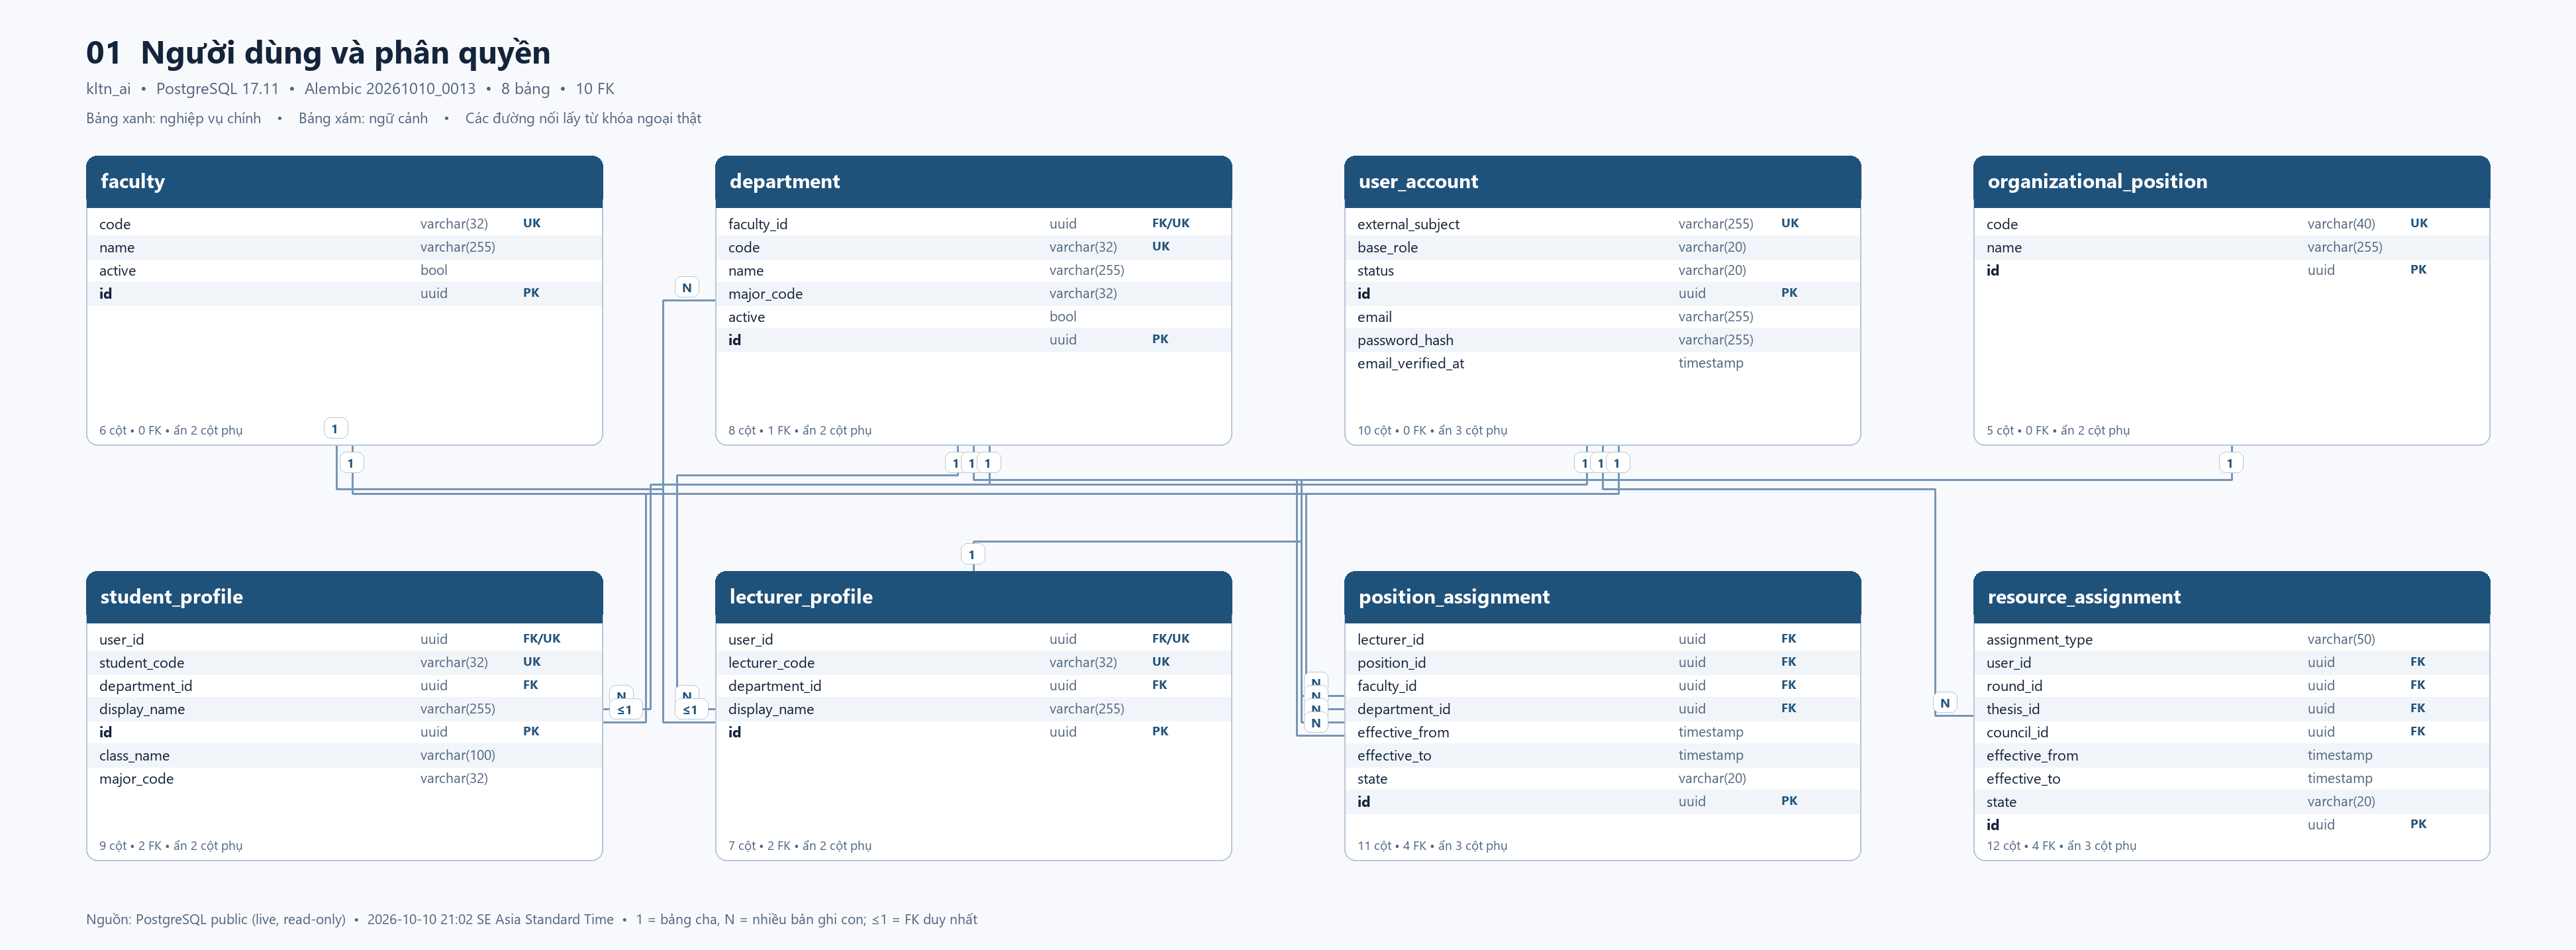 01 Người dùng và phân quyền
kltn_ai • PostgreSQL 17.11 • Alembic 20261010_0013 • 8 bảng • 10 FK
Bảng xanh: nghiệp vụ chính • Bảng xám: ngữ cảnh • Các đường nối lấy từ khóa ngoại thật
faculty
code varchar(32) UK
name varchar(255)
active bool
id uuid PK
6 cột • 0 FK • ẩn 2 cột phụ
1
1
N
department
faculty_id uuid FK/UK
code varchar(32) UK
name varchar(255)
major_code varchar(32)
active bool
id uuid PK
8 cột • 1 FK • ẩn 2 cột phụ
1 1 1
user_account
external_subject varchar(255) UK
base_role varchar(20)
status varchar(20)
id uuid PK
email varchar(255)
password_hash varchar(255)
email_verified_at timestamp
10 cột • 0 FK • ẩn 3 cột phụ
1 1 1
organizational_position
code varchar(40) UK
name varchar(255)
id uuid PK
5 cột • 0 FK • ẩn 2 cột phụ
1
student_profile
user_id uuid FK/UK
student_code varchar(32) UK
department_id uuid FK
display_name varchar(255)
id uuid PK
class_name varchar(100)
major_code varchar(32)
9 cột • 2 FK • ẩn 2 cột phụ
N
≤1
N
≤1
1
lecturer_profile
user_id uuid FK/UK
lecturer_code varchar(32) UK
department_id uuid FK
display_name varchar(255)
id uuid PK
7 cột • 2 FK • ẩn 2 cột phụ
N
N
N
N
position_assignment
lecturer_id uuid FK
position_id uuid FK
faculty_id uuid FK
department_id uuid FK
effective_from timestamp
effective_to timestamp
state varchar(20)
id uuid PK
11 cột • 4 FK • ẩn 3 cột phụ
N
resource_assignment
assignment_type varchar(50)
user_id uuid FK
round_id uuid FK
thesis_id uuid FK
council_id uuid FK
effective_from timestamp
effective_to timestamp
state varchar(20)
id uuid PK
12 cột • 4 FK • ẩn 3 cột phụ
Nguồn: PostgreSQL public (live, read-only) • 2026-10-10 21:02 SE Asia Standard Time • 1 = bảng cha, N = nhiều bản ghi con; ≤1 = FK duy nhất